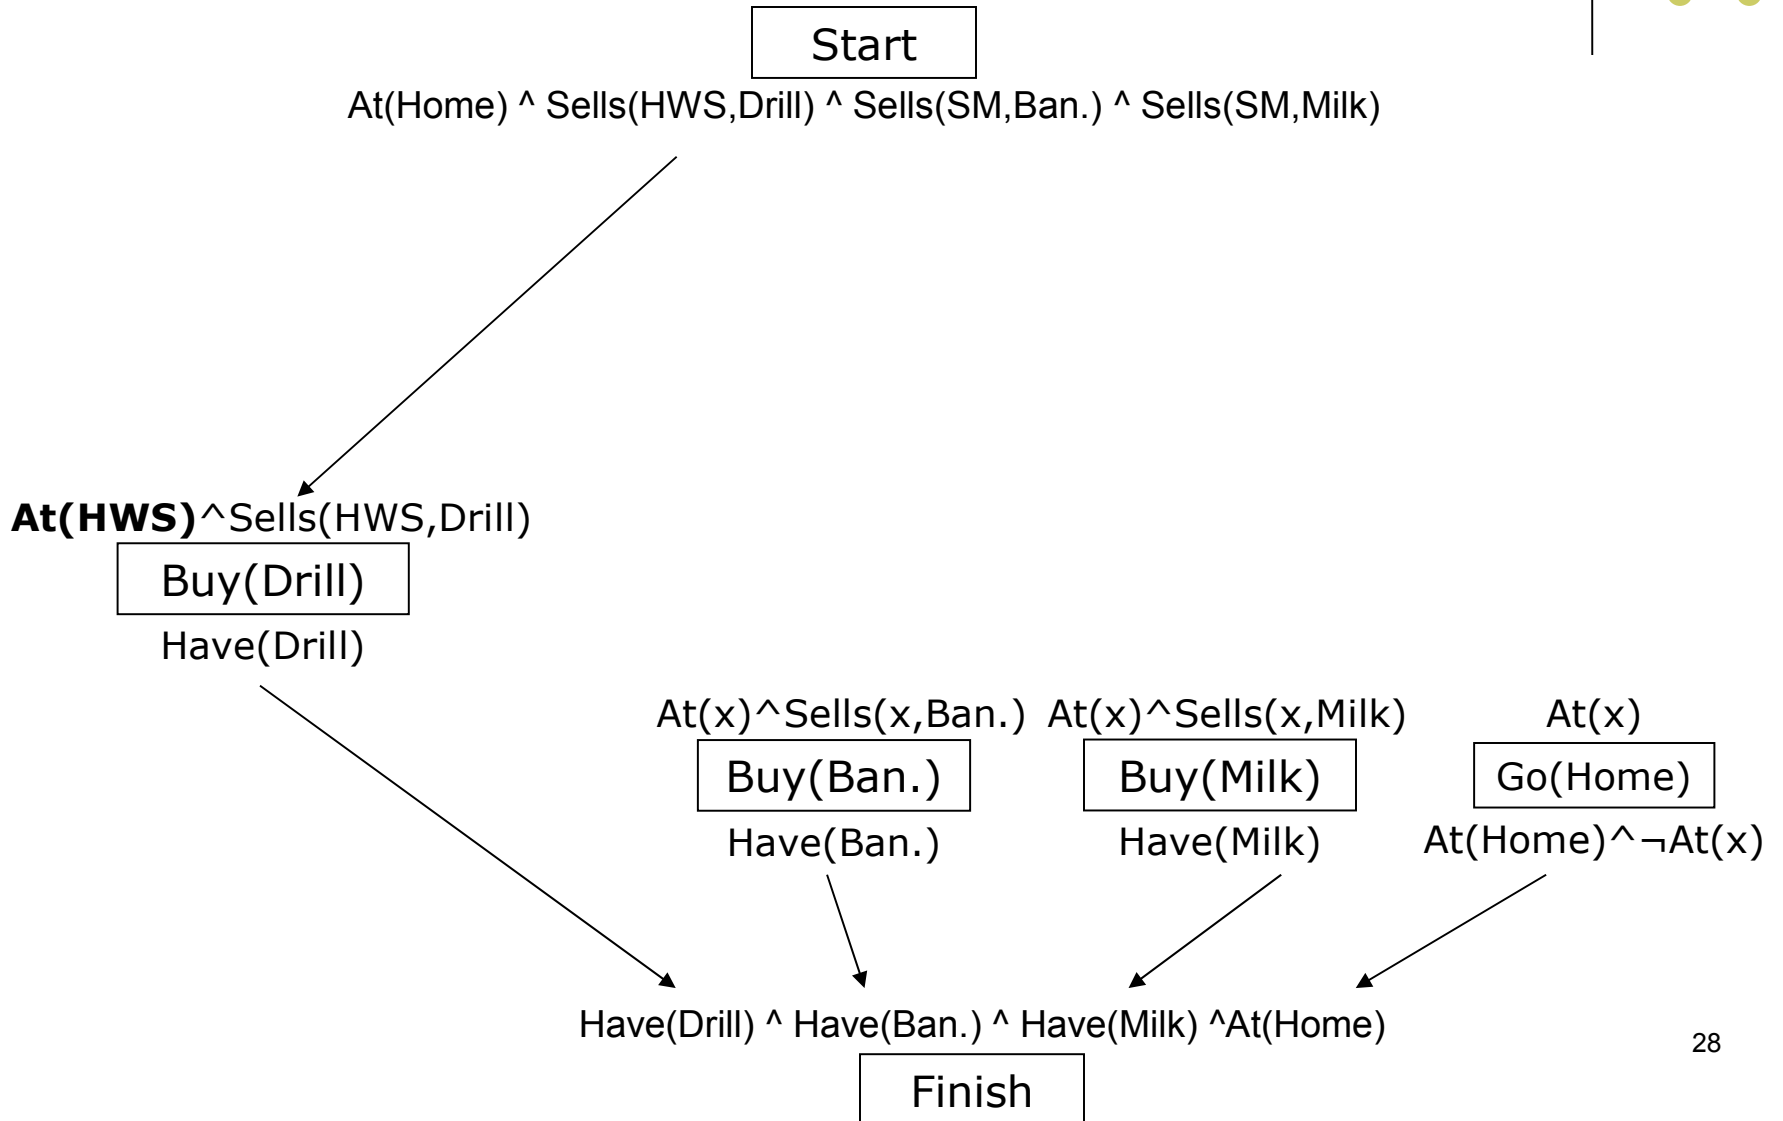 Start
At(Home) ^ Sells(HWS,Drill) ^ Sells(SM,Ban.) ^ Sells(SM,Milk)
At(HWS)^Sells(HWS,Drill)
Buy(Drill)
Have(Drill)
At(x)^Sells(x,Ban.) At(x)^Sells(x,Milk) At(x)
Buy(Ban.) Buy(Milk) Go(Home)
Have(Ban.) Have(Milk) At(Home)^¬At(x)
Have(Drill) ^ Have(Ban.) ^ Have(Milk) ^At(Home)
28
Finish